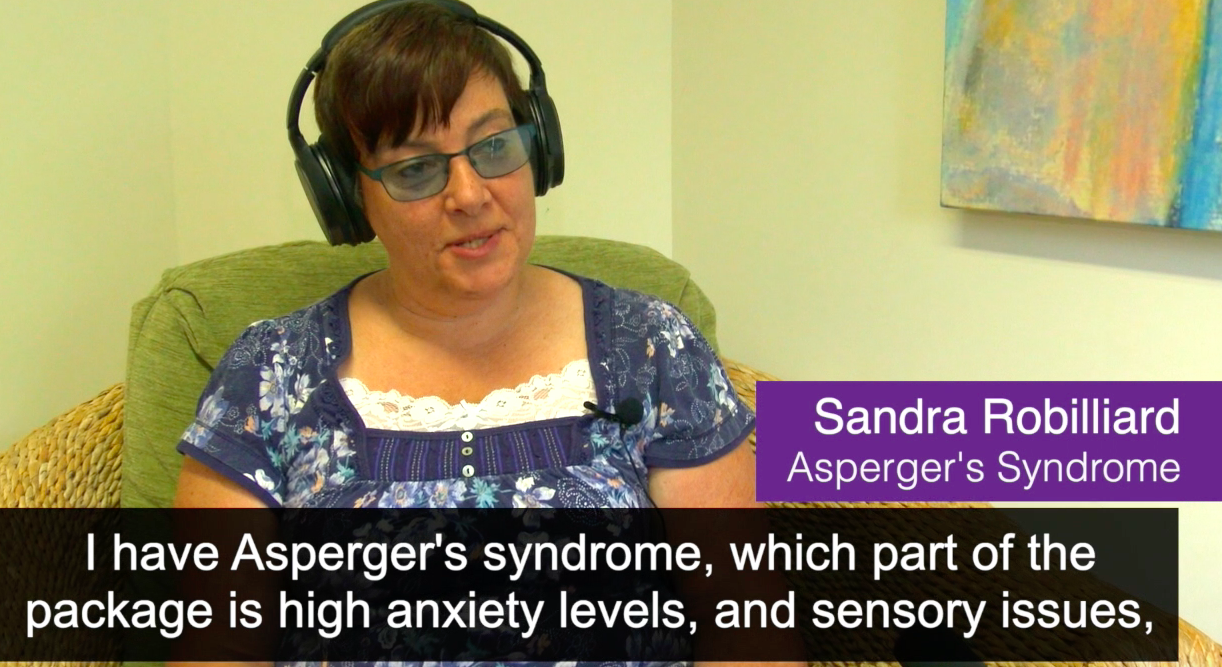 Sandra Robilliard
Asperger's Syndrome
I have Asperger's syndrome, which part of the
package is high anxiety levels, and sensory issues,